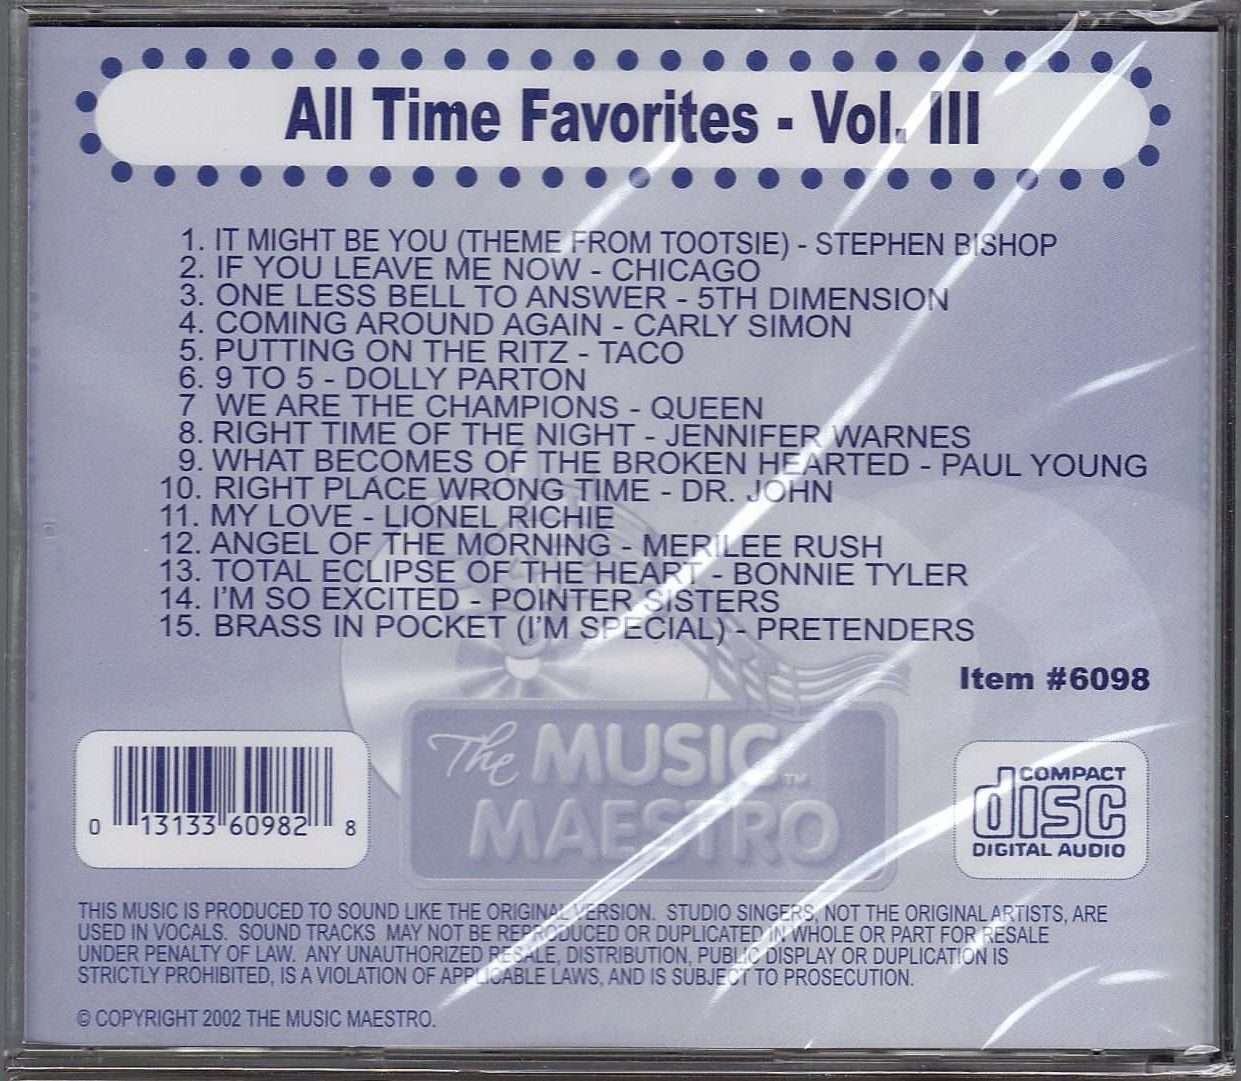 All Time Favorites - Vol. III
1. IT MIGHT BE YOU (THEME FROM TOOTSIE) - STEPHEN BISHOP
2. IF YOU LEAVE ME NOW - CHICAGO
3. ONE LESS BELL TO ANSWER - 5TH DIMENSION
4. COMING AROUND AGAIN - CARLY SIMON
5. PUTTING ON THE RITZ - TACO
6. 9 TO 5 - DOLLY PARTON
7 WE ARE THE CHAMPIONS - QUEEN
8. RIGHT TIME OF THE NIGHT - JENNIFER WARNES
9. WHAT BECOMES OF THE BROKEN HEARTED - PAUL YOUNG
10. RIGHT PLACE WRONG TIME - DR. JOHN
11. MY LOVE - LIONEL RICHIE
12. ANGEL OF THE MORNING - MERILEE RUSH
13. TOTAL ECLIPSE OF THE HEART - BONNIE TYLER
14. I'M SO EXCITED - POINTER SISTERS
15. BRASS IN POCKET (I'M SPECIAL) - PRETENDERS
Item #6098
The MUSIC TM
MAESTRO
0 13133 60982 8
COMPACT
disc
DIGITAL AUDIO
THIS MUSIC IS PRODUCED TO SOUND LIKE THE ORIGINAL VERSION. STUDIO SINGERS, NOT THE ORIGINAL ARTISTS, ARE
USED IN VOCALS. SOUND TRACKS MAY NOT BE REPRODUCED OR DUPLICATED IN WHOLE OR PART FOR RESALE
UNDER PENALTY OF LAW. ANY UNAUTHORIZED RESALE, DISTRIBUTION, PUBLIC DISPLAY OR DUPLICATION IS
STRICTLY PROHIBITED, IS A VIOLATION OF APPLICABLE LAWS, AND IS SUBJECT TO PROSECUTION.
© COPYRIGHT 2002 THE MUSIC MAESTRO.